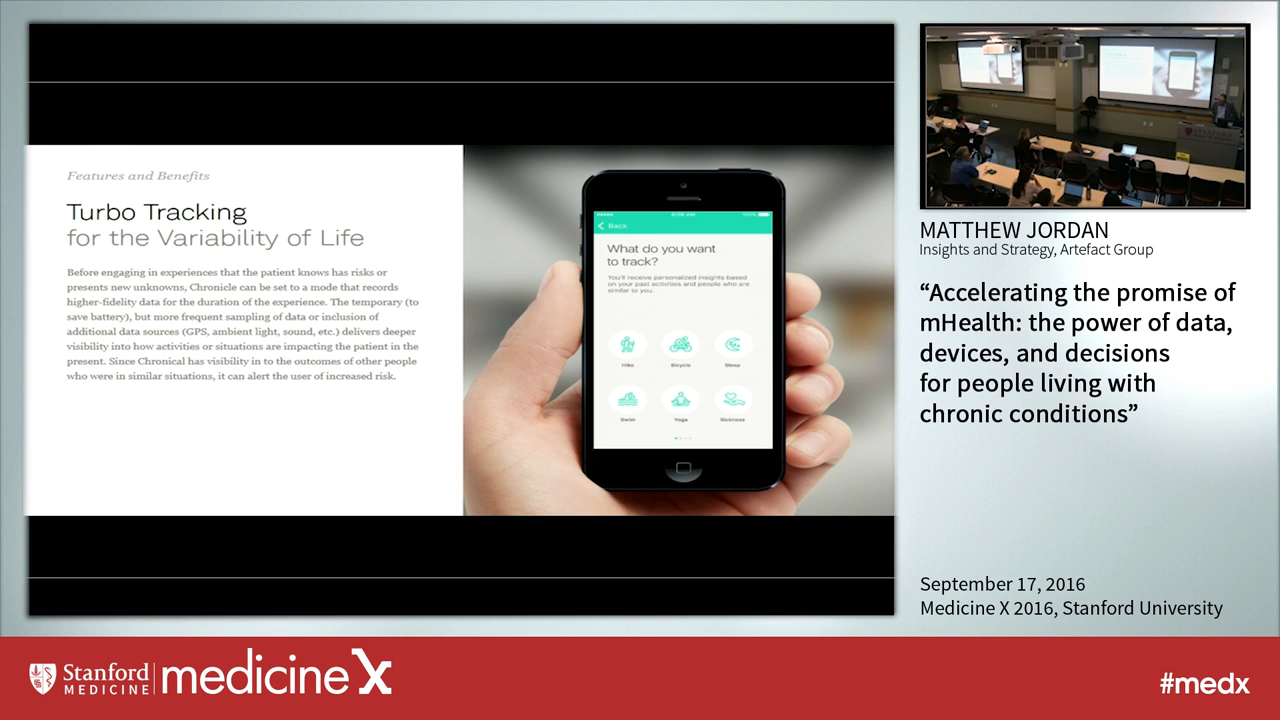 Features and Benefits
Turbo Tracking
for the Variability of Life
Before engaging in experiences that the patient knows has risks or
presents new unknowns, Chronicle can be set to a mode that records
higher-fidelity data for the duration of the experience. The temporary (to
save battery), but more frequent sampling of data or inclusion of
additional data sources (GPS, ambient light, sound, etc.) delivers deeper
visibility into how activities or situations are impacting the patient in the
present. Since Chronical has visibility in to the outcomes of other people
who were in similar situations, it can alert the user of increased risk.
100%
Back
What do you want
to track?
You'll receive personalized insights based
on your past activities and people who are
similar to you.
Hike Bicycle Sleep
Swim Yoga Sickness
STANFORD
MATTHEW JORDAN
Insights and Strategy, Artefact Group
“Accelerating the promise of
mHealth: the power of data,
devices, and decisions
for people living with
chronic conditions”
September 17, 2016
Medicine X 2016, Stanford University
Stanford
MEDICINE
medicine X
#medx